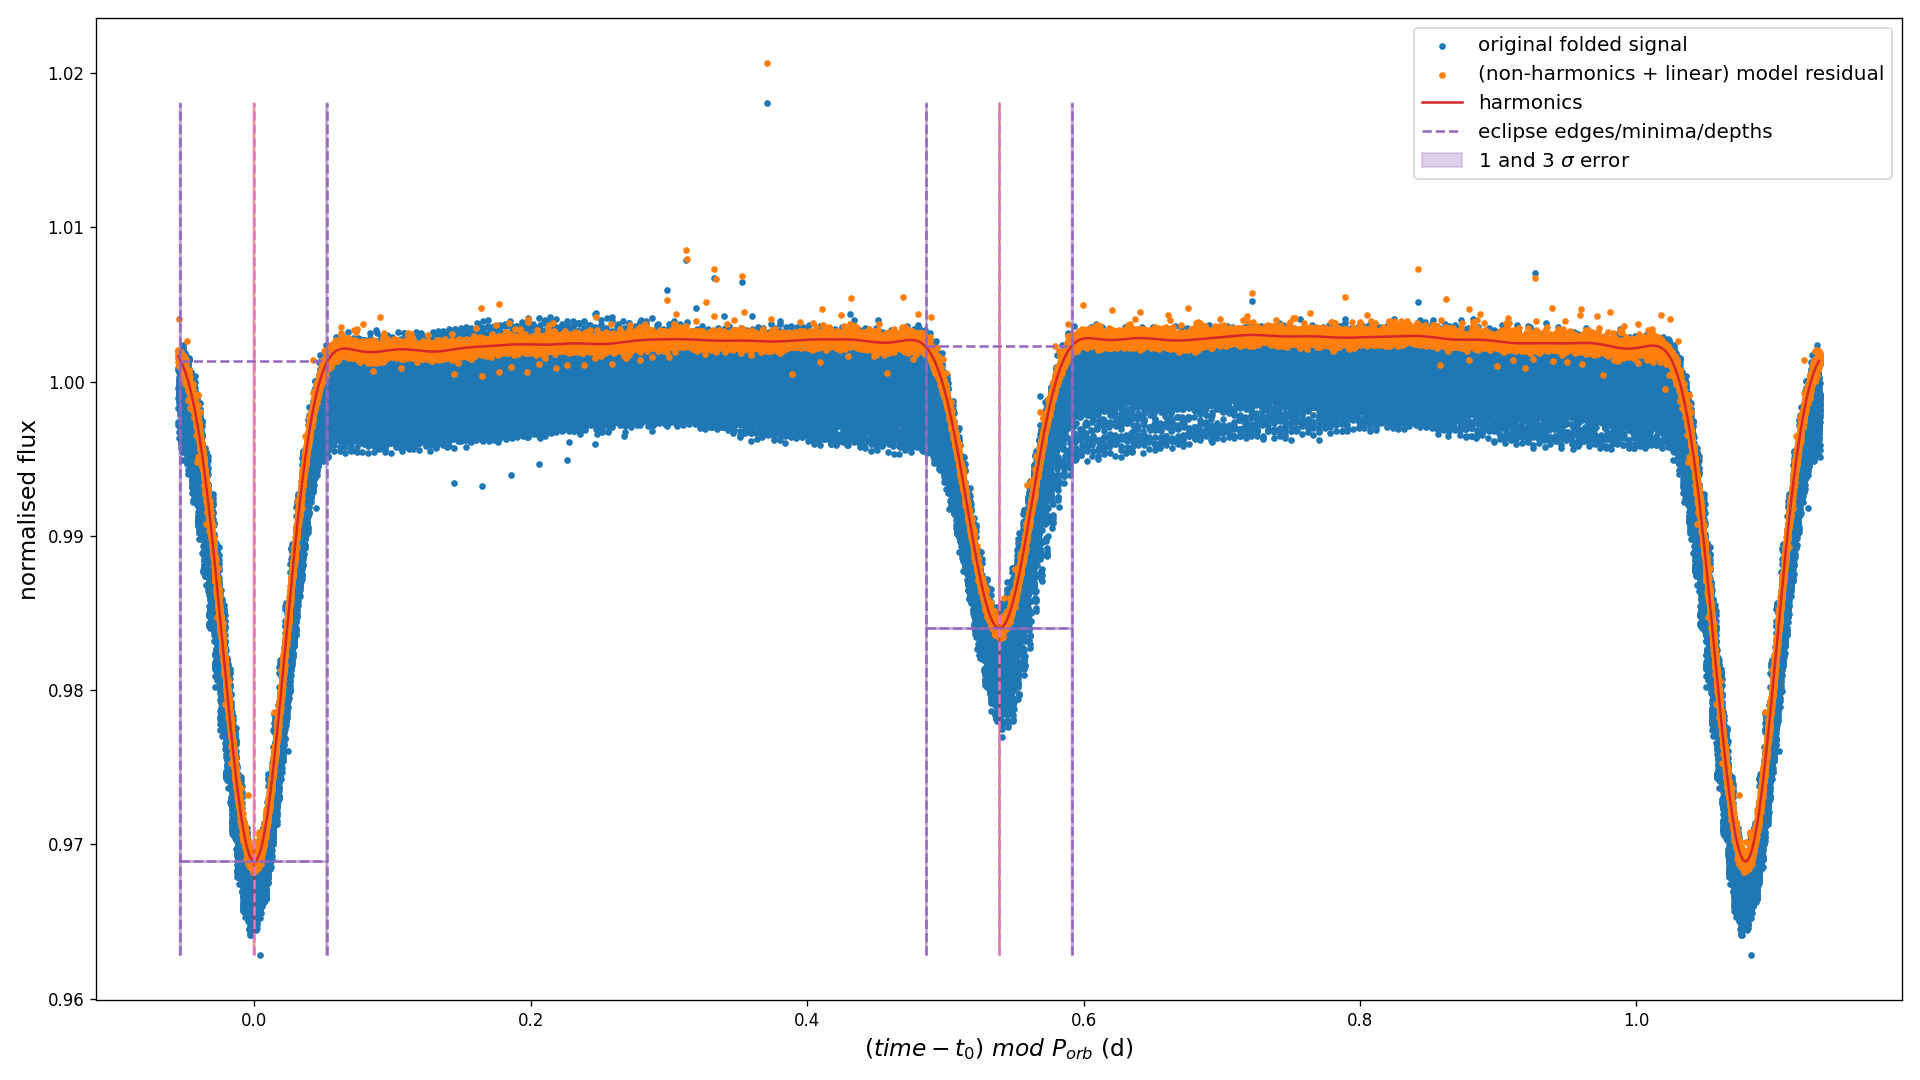 original folded signal
(non-harmonics + linear) model residual
harmonics
eclipse edges/minima/depths
1 and 3 σ error
normalised flux
1.02
1.01
1.00
0.99
0.98
0.97
0.96
0.0 0.2 0.4 0.6 0.8 1.0
(time − t₀) mod Pₒᵣb (d)